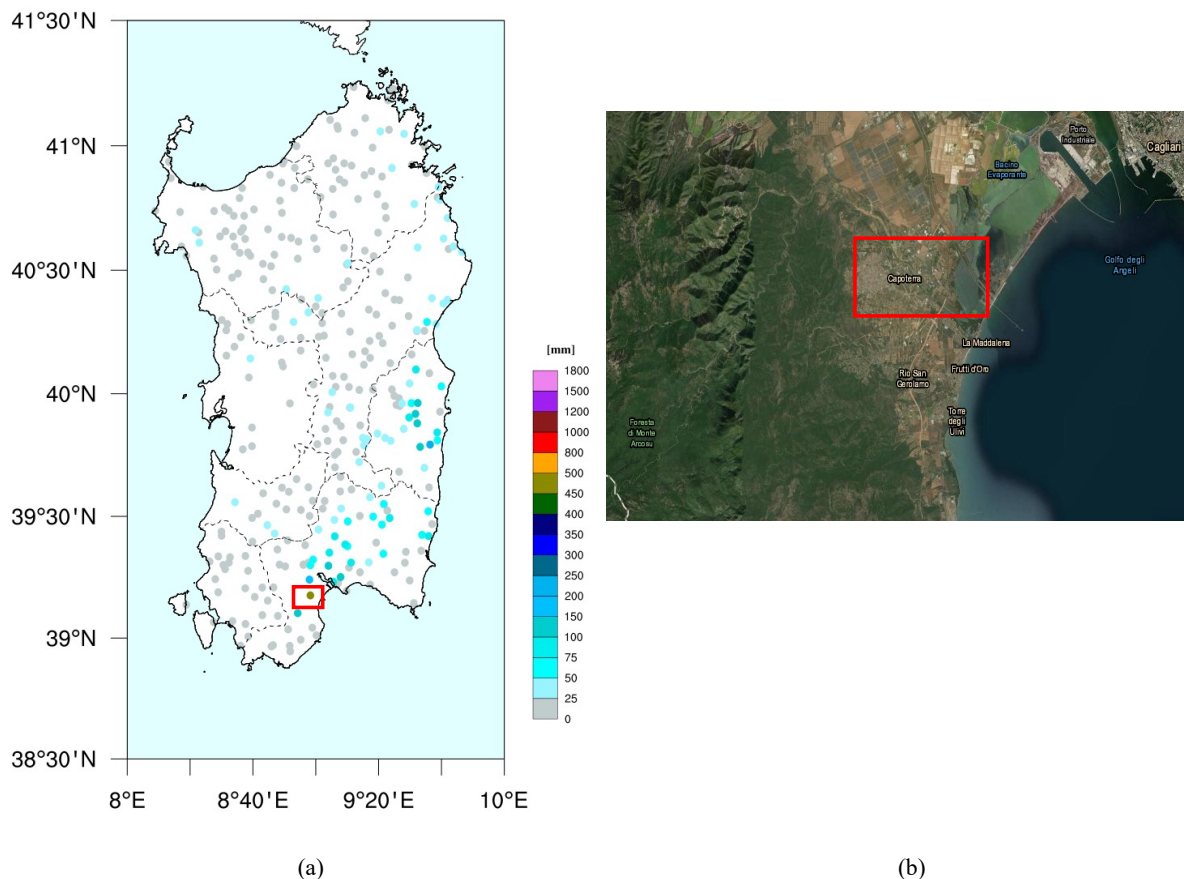 41°30'N
41°N
40°30'N
40°N
39°30'N
39°N
38°30'N
8°E
8°40'E
9°20'E
10°E
[mm]
1800
1500
1200
1000
800
500
450
400
350
300
250
200
150
100
75
50
25
0
(a)
Porto
Industriale
Cagliari
Bacino
Evaporante
Golfo degli
Angeli
Capoterra
La Maddalena
Frutti d'Oro
Rio San
Gerolamo
Torre
degli
Ulivi
Foresta
di Monte
Arcosu
(b)